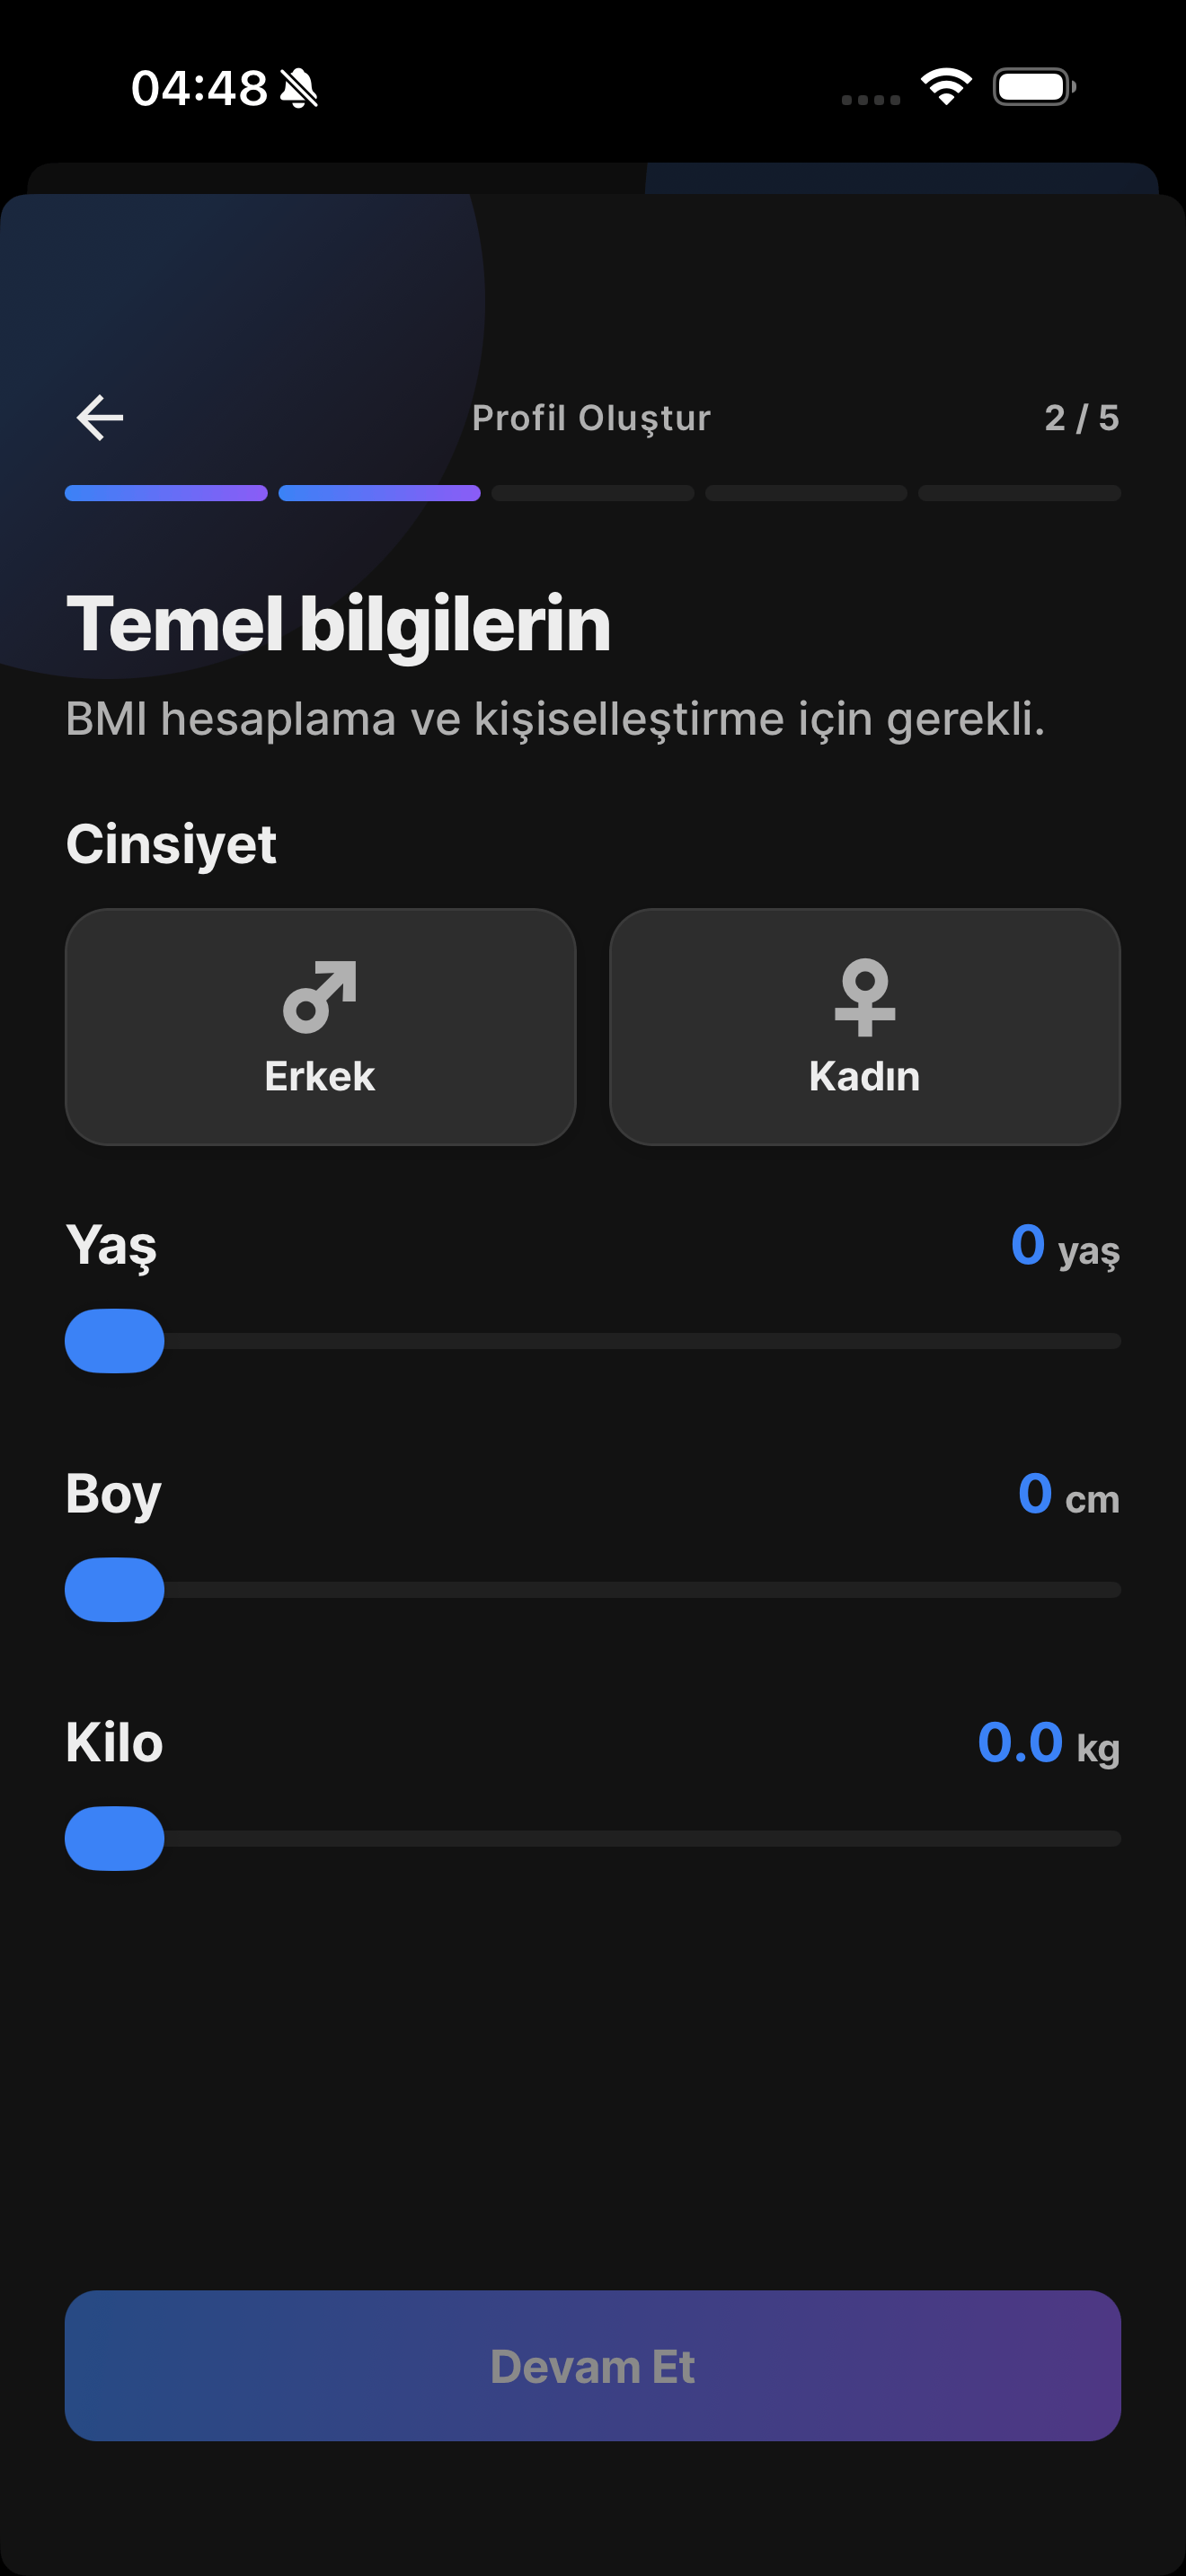 04:48
Profil Oluştur
2 / 5
Temel bilgilerin
BMI hesaplama ve kişiselleştirme için gerekli.
Cinsiyet
Erkek
Kadın
Yaş
0 yaş
Boy
0 cm
Kilo
0.0 kg
Devam Et